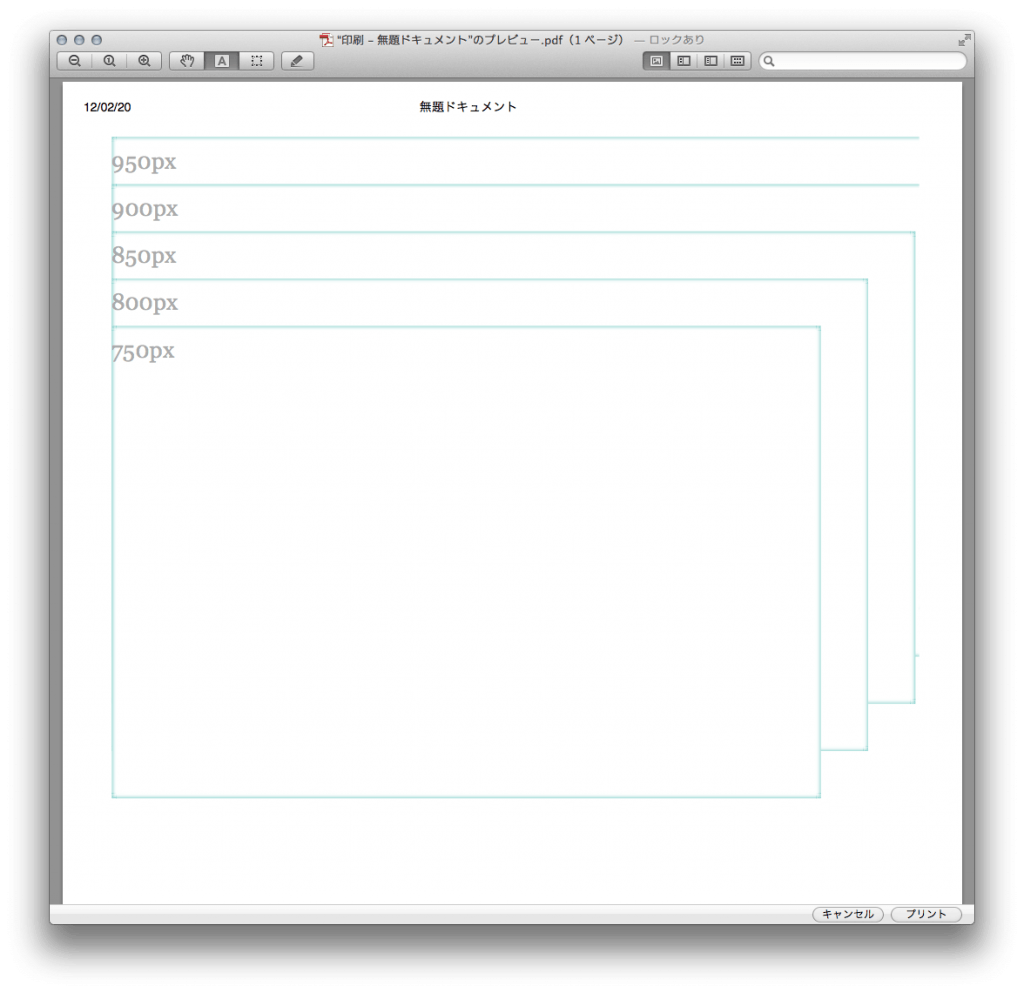 "印刷 – 無題ドキュメント"のプレビュー.pdf（1 ページ） — ロックあり
A
12/02/20 無題ドキュメント
950px
900px
850px
800px
750px
キャンセル プリント